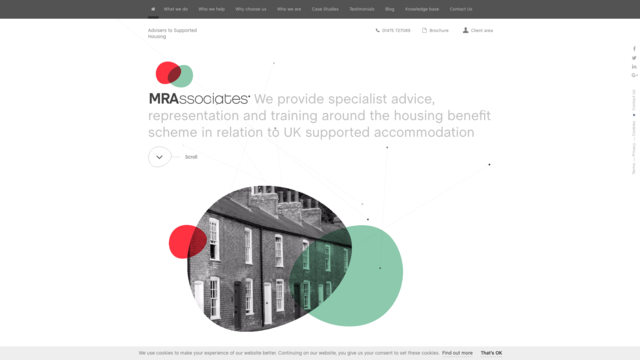 What we do Who we help Why choose us Who we are Case Studies Testimonials Blog Knowledge base Contact Us
Advisers to Supported
Housing
01475 727069 Brochure Client area
MRAssociates
We provide specialist advice,
representation and training around the housing benefit
scheme in relation to UK supported accommodation
Scroll
Contact Us
Cookies
Privacy
Terms
We use cookies to make your experience of our website better. Continuing on our website, you give us your consent to set these cookies. Find out more That's OK